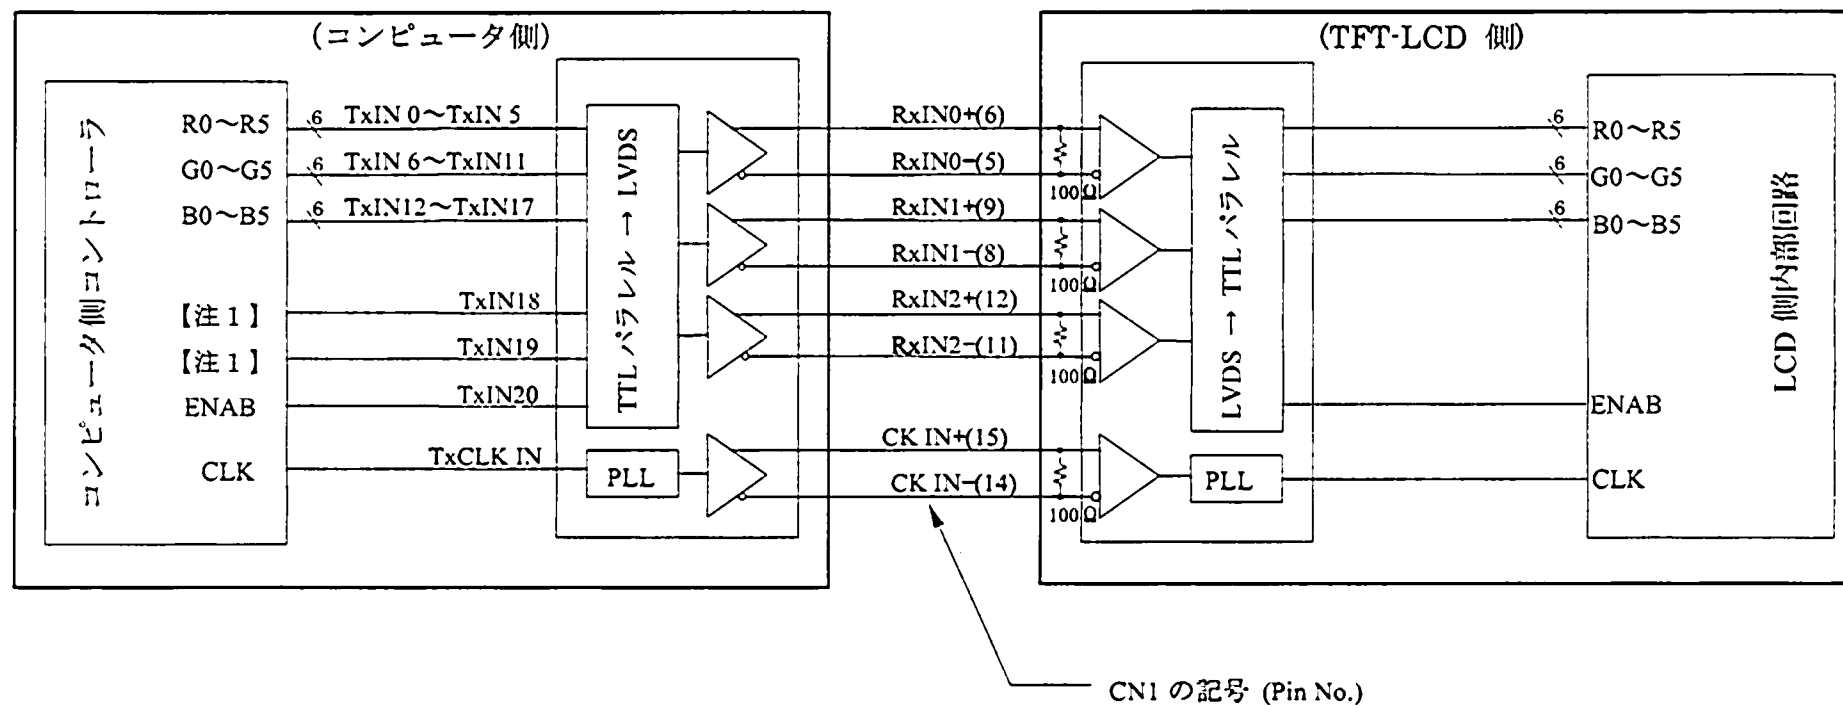 (コンピュータ側)
コンピュータ側コントローラ
R0～R5
6
TxIN 0～TxIN 5
G0～G5
6
TxIN 6～TxIN11
B0～B5
6
TxIN12～TxIN17
【注1】
TxIN18
【注1】
TxIN19
ENAB
TxIN20
CLK
TxCLK IN
TTL パラレル → LVDS
PLL
RxIN0+(6)
RxIN0-(5)
RxIN1+(9)
RxIN1-(8)
RxIN2+(12)
RxIN2-(11)
CK IN+(15)
CK IN-(14)
CN1 の記号 (Pin No.)
(TFT-LCD 側)
100Ω
100Ω
100Ω
100Ω
LVDS → TTL パラレル
PLL
6
R0～R5
6
G0～G5
6
B0～B5
ENAB
CLK
LCD 側内部回路